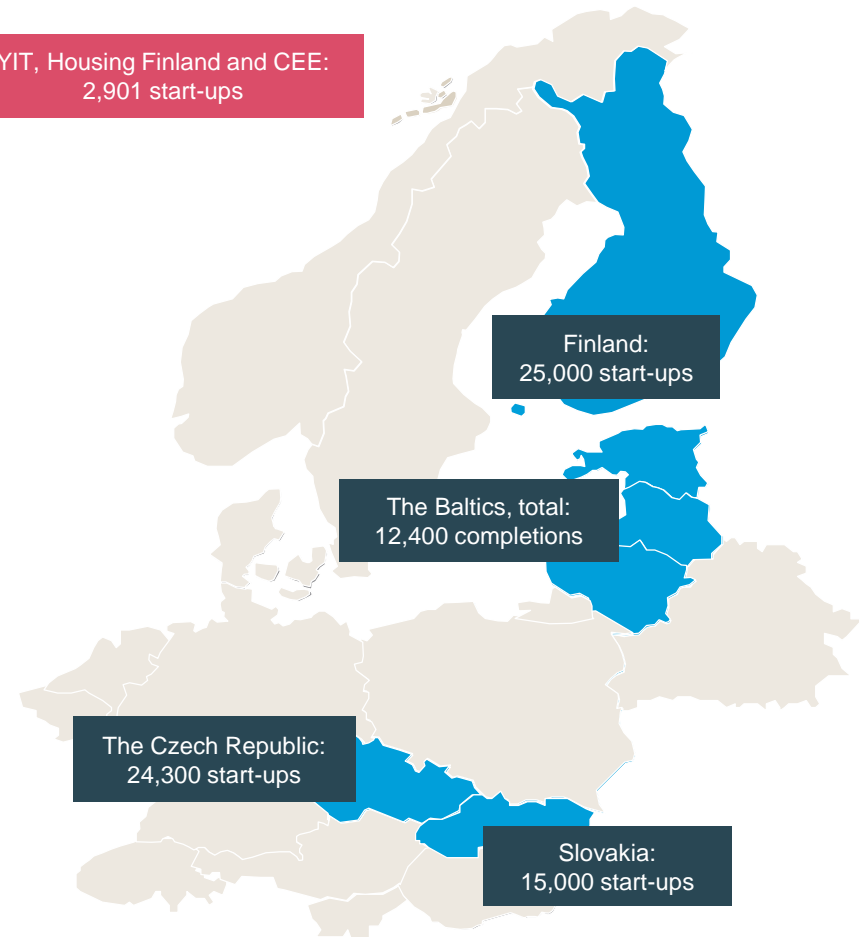 YIT, Housing Finland and CEE:
2,901 start-ups
Finland:
25,000 start-ups
The Baltics, total:
12,400 completions
The Czech Republic:
24,300 start-ups
Slovakia:
15,000 start-ups